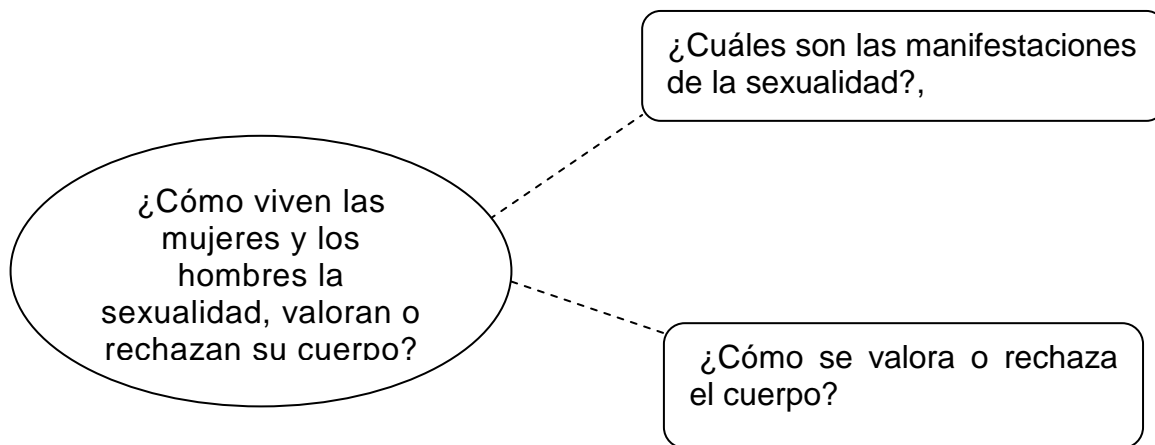 ¿Cuáles son las manifestaciones
de la sexualidad?,
¿Cómo viven las
mujeres y los
hombres la
sexualidad, valoran o
rechazan su cuerpo?
¿Cómo se valora o rechaza
el cuerpo?